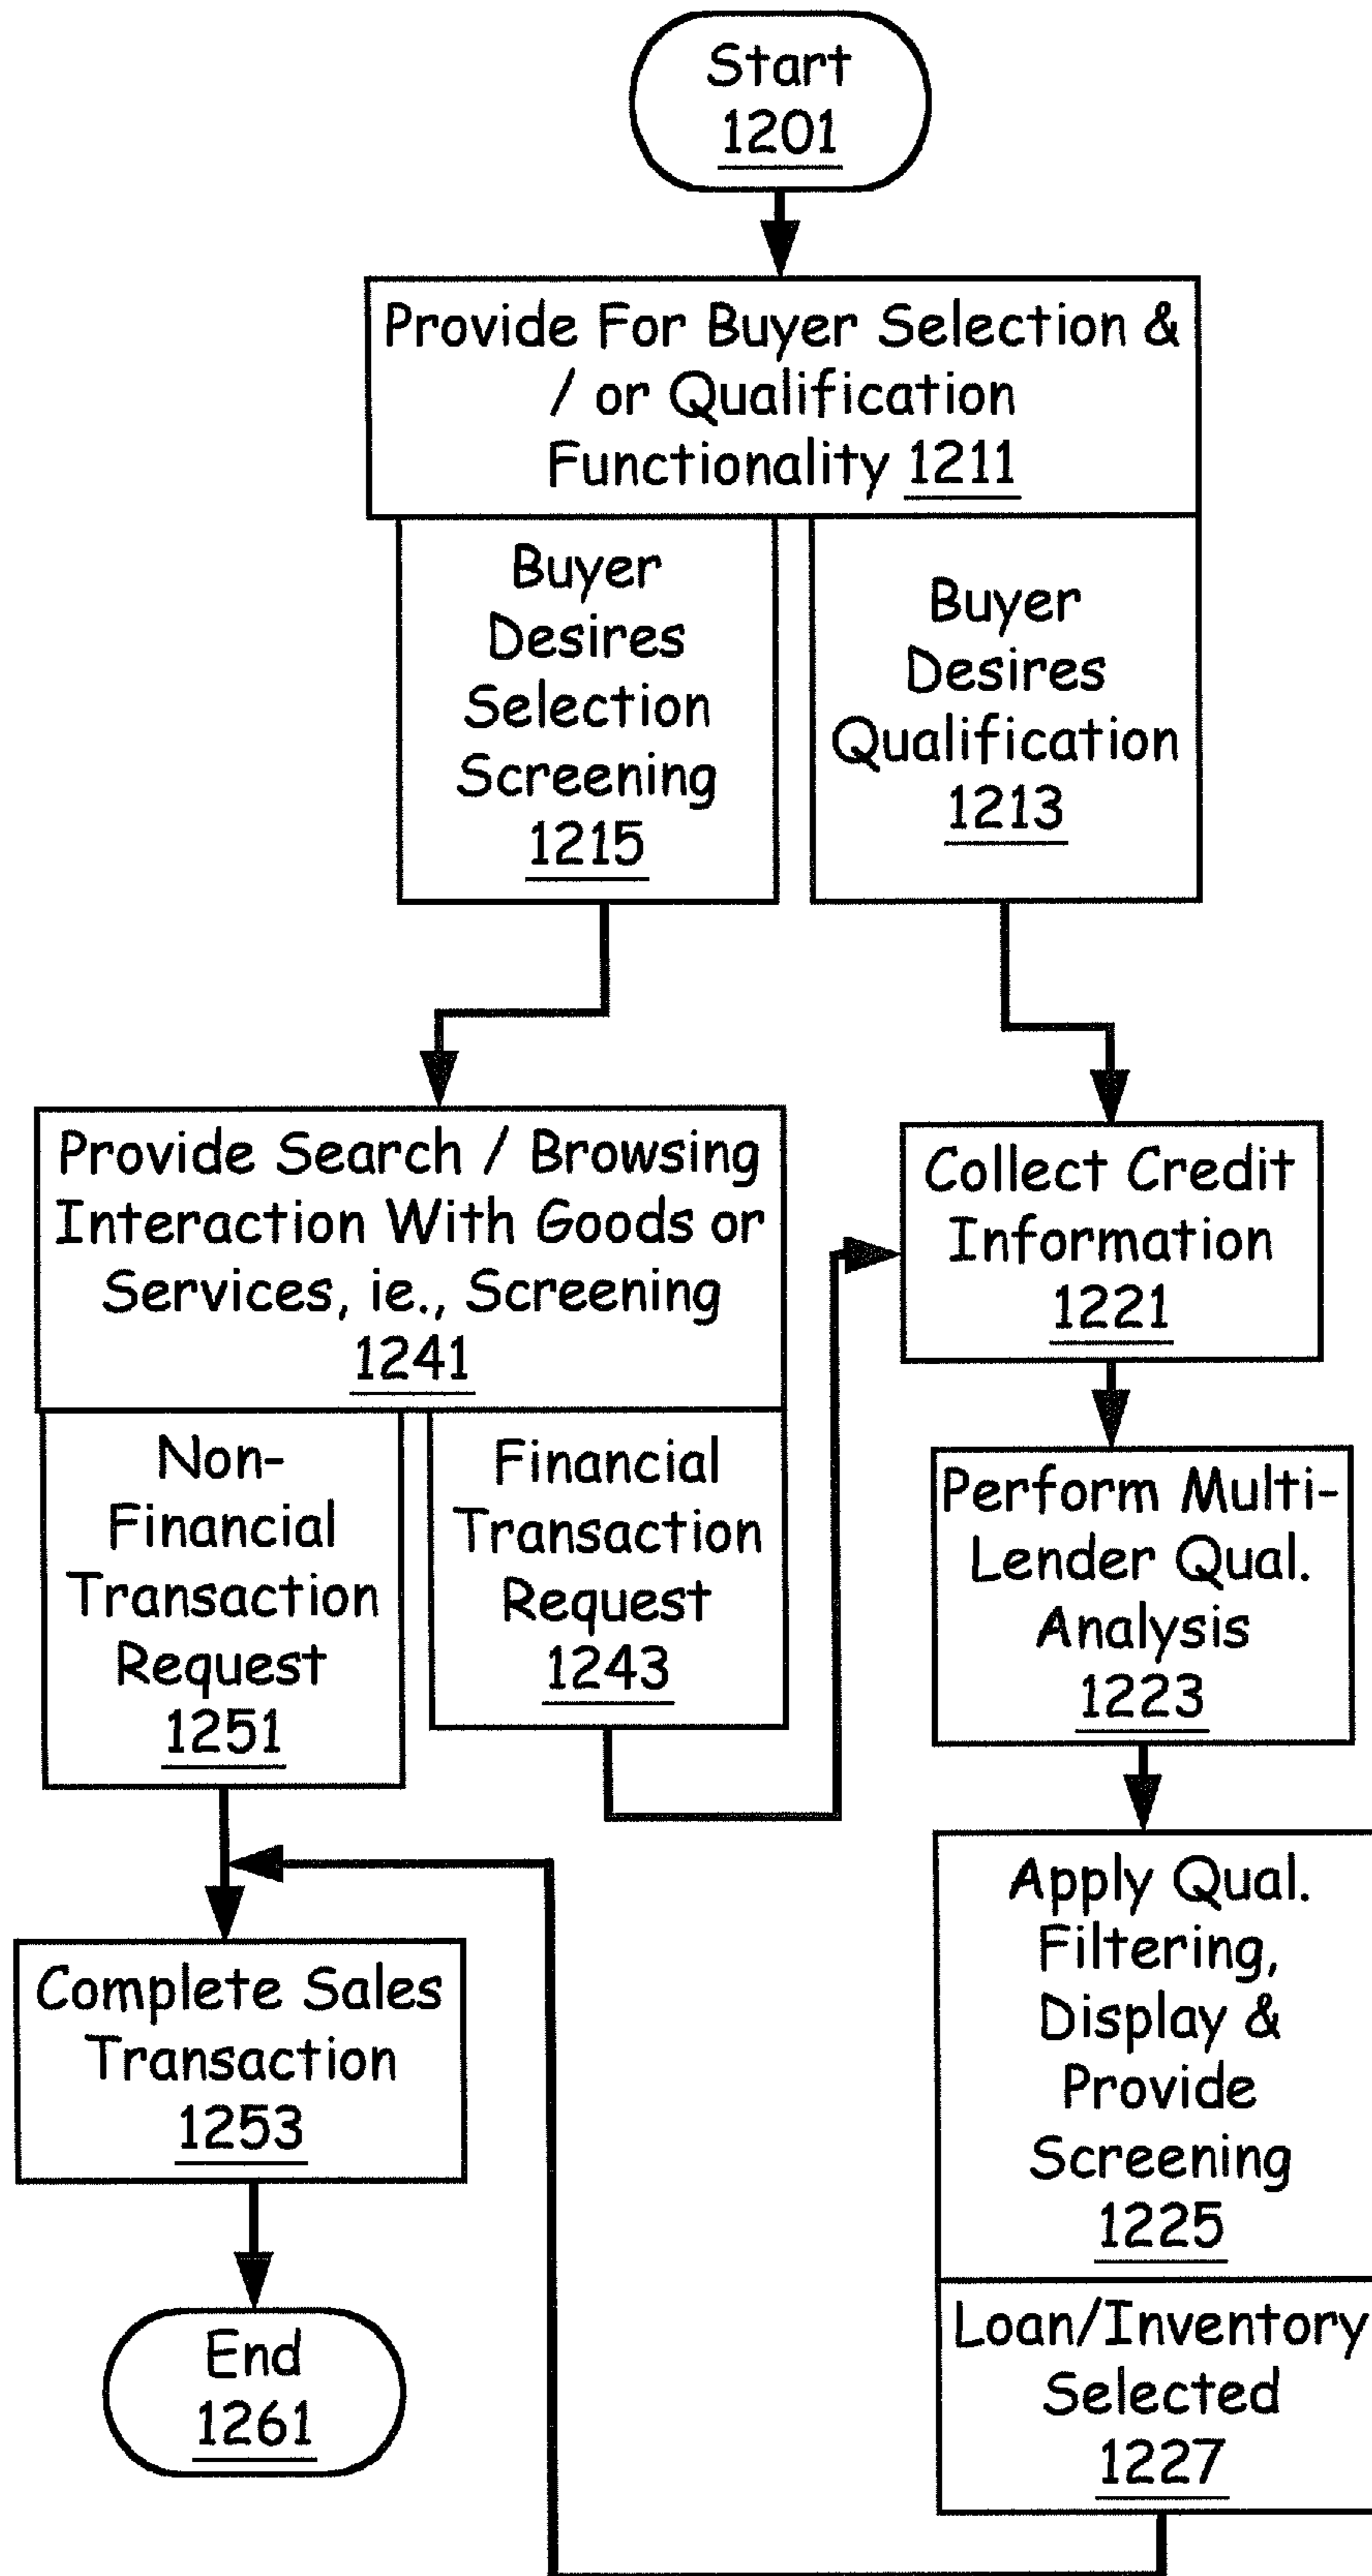 Start
1201
Provide For Buyer Selection &
/ or Qualification
Functionality 1211
Buyer
Desires
Selection
Screening
1215
Buyer
Desires
Qualification
1213
Provide Search / Browsing
Interaction With Goods or
Services, ie., Screening
1241
Non-
Financial
Transaction
Request
1251
Financial
Transaction
Request
1243
Collect Credit
Information
1221
Perform Multi-
Lender Qual.
Analysis
1223
Apply Qual.
Filtering,
Display &
Provide
Screening
1225
Loan/Inventory
Selected
1227
Complete Sales
Transaction
1253
End
1261